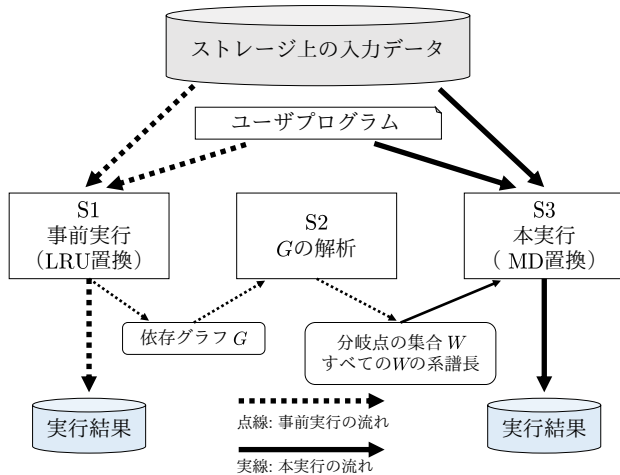 ストレージ上の入力データ
ユーザプログラム
S1
事前実行
（LRU置換）
S2
Gの解析
S3
本実行
（ MD置換）
依存グラフ G
分岐点の集合 W
すべてのWの系譜長
実行結果
点線: 事前実行の流れ
実線: 本実行の流れ
実行結果